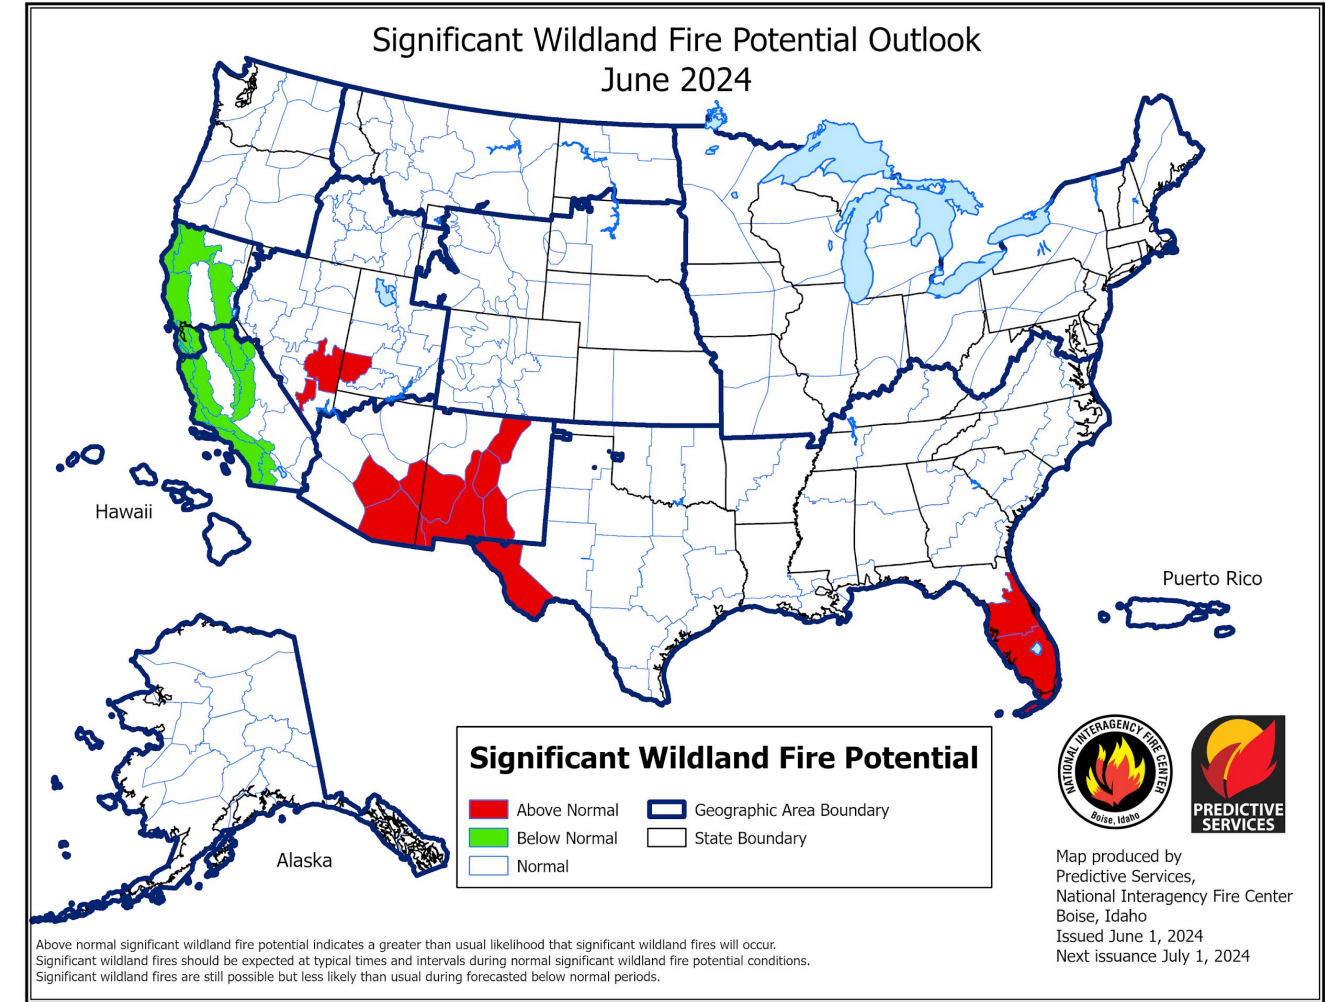 Significant Wildland Fire Potential Outlook
June 2024
Hawaii
Puerto Rico
Alaska
Significant Wildland Fire Potential
Above Normal
Below Normal
Normal
Geographic Area Boundary
State Boundary
NATIONAL INTERAGENCY FIRE CENTER
Boise, Idaho
PREDICTIVE
SERVICES
Map produced by
Predictive Services,
National Interagency Fire Center
Boise, Idaho
Issued June 1, 2024
Next issuance July 1, 2024
Above normal significant wildland fire potential indicates a greater than usual likelihood that significant wildland fires will occur.
Significant wildland fires should be expected at typical times and intervals during normal significant wildland fire potential conditions.
Significant wildland fires are still possible but less likely than usual during forecasted below normal periods.